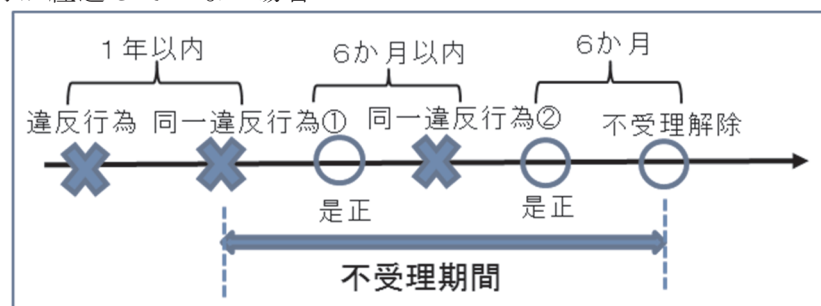 1年以内
6か月以内
6か月
違反行為
同一違反行為①
同一違反行為②
不受理解除
是正
是正
不受理期間